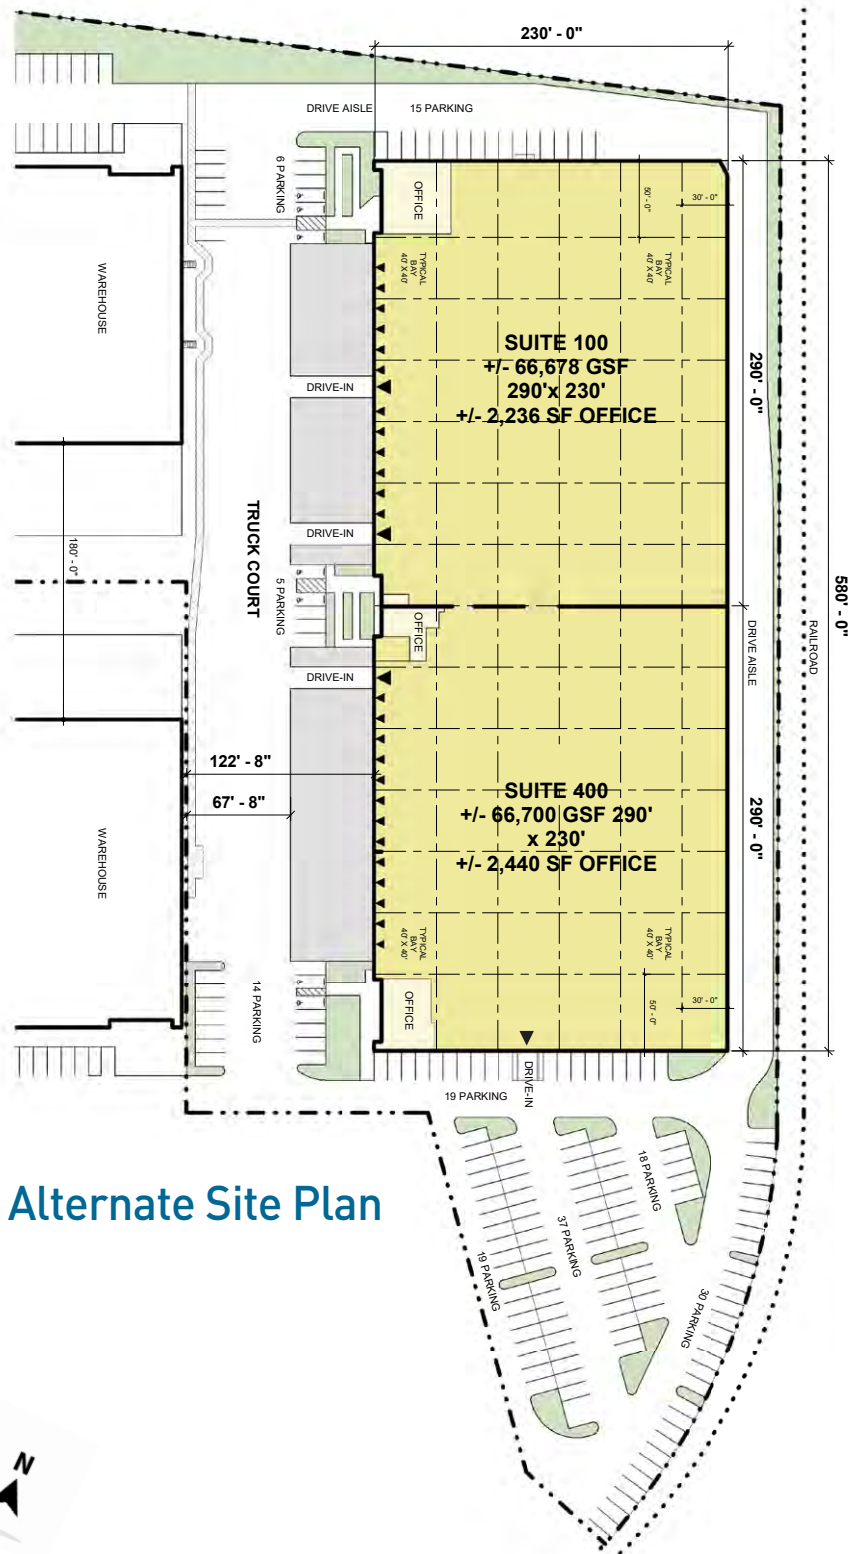 230' - 0"
DRIVE AISLE
15 PARKING
6 PARKING
OFFICE
50' - 0"
30' - 0"
WAREHOUSE
TYPICAL
BAY
40' X 40'
TYPICAL
BAY
40' X 40'
SUITE 100
+/- 66,678 GSF
290'x 230'
+/- 2,236 SF OFFICE
290' - 0"
DRIVE-IN
TRUCK COURT
DRIVE-IN
180' - 0"
5 PARKING
OFFICE
580' - 0"
RAILROAD
DRIVE AISLE
DRIVE-IN
122' - 8"
67' - 8"
SUITE 400
+/- 66,700 GSF 290'
x 230'
+/- 2,440 SF OFFICE
290' - 0"
WAREHOUSE
TYPICAL
BAY
40' X 40'
TYPICAL
BAY
40' X 40'
14 PARKING
OFFICE
50' - 0"
30' - 0"
DRIVE-IN
19 PARKING
18 PARKING
37 PARKING
19 PARKING
30 PARKING
Alternate Site Plan
N